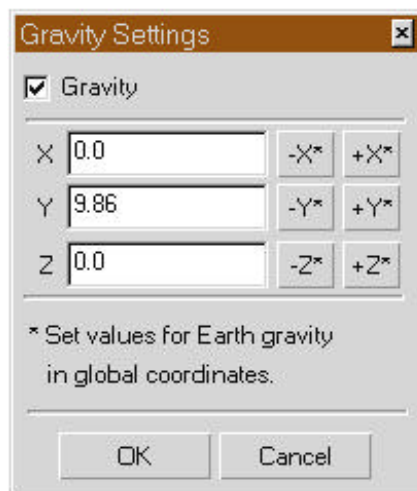 Gravity Settings
Gravity
X 0.0 -X* +X*
Y 9.86 -Y* +Y*
Z 0.0 -Z* +Z*
* Set values for Earth gravity
in global coordinates.
OK Cancel